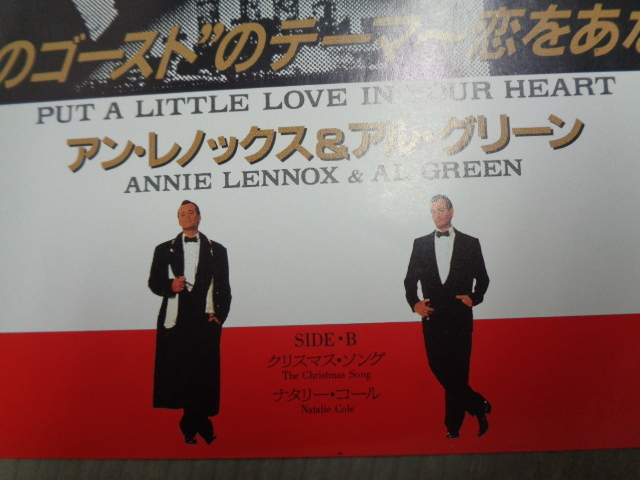 のゴースト”のテーマ〜恋をあな
PUT A LITTLE LOVE IN YOUR HEART
アン・レノックス&アル・グリーン
ANNIE LENNOX & AL GREEN
SIDE・B
クリスマス・ソング
The Christmas Song
ナタリー・コール
Natalie Cole